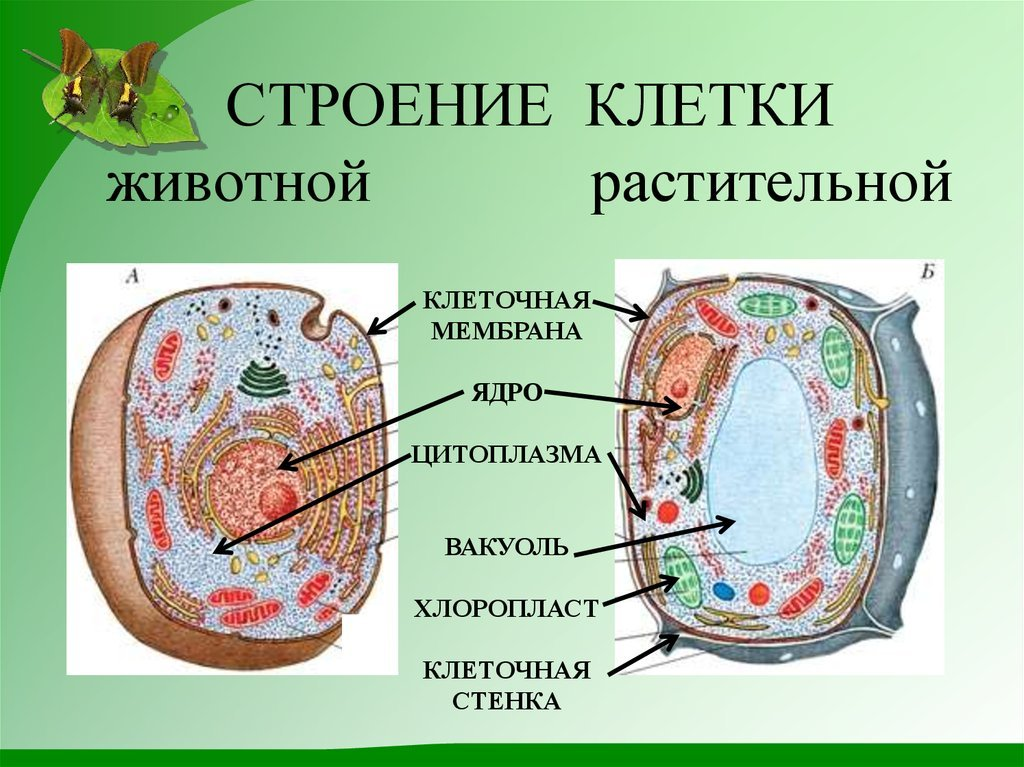 СТРОЕНИЕ КЛЕТКИ
животной растительной
А Б
КЛЕТОЧНАЯ
МЕМБРАНА
ЯДРО
ЦИТОПЛАЗМА
ВАКУОЛЬ
ХЛОРОПЛАСТ
КЛЕТОЧНАЯ
СТЕНКА